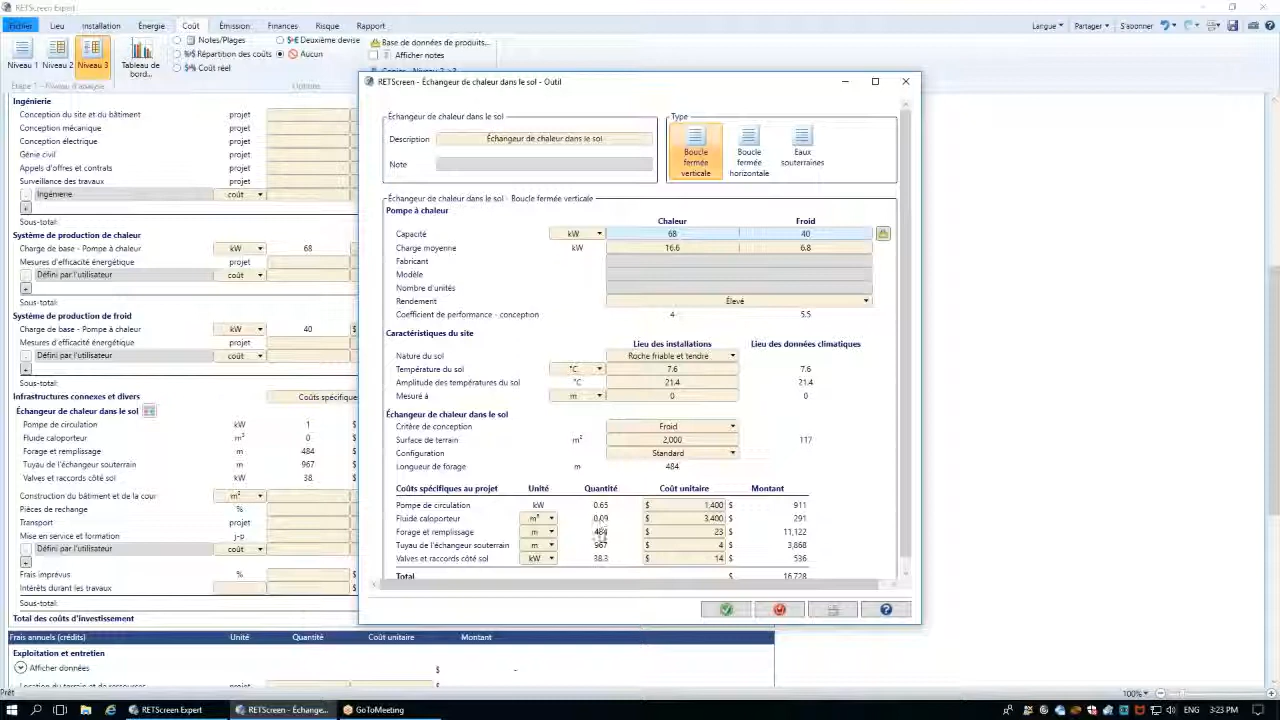 RETScreen Expert
Fichier Lieu Installation Énergie Coût Émission Finances Risque Rapport Langue Partager S'abonner
Niveau 1 Niveau 2 Niveau 3
Tableau de bord...
Notes/Pages $€ Deuxième devise
% Répartition des coûts Aucun
Coût réel
Base de données de produits...
Afficher notes
Étape 1 - Niveau d'analyse Options
Ingénierie
Conception du site et du bâtiment projet
Conception mécanique projet
Conception électrique projet
Génie civil projet
Appels d'offres et contrats projet
Surveillance des travaux projet
Ingénierie coût
Sous-total:
Système de production de chaleur
Charge de base - Pompe à chaleur kW 68
Mesures d'efficacité énergétique projet
Défini par l'utilisateur coût
Sous-total:
Système de production de froid
Charge de base - Pompe à chaleur kW 40 $
Mesures d'efficacité énergétique projet
Défini par l'utilisateur coût
Sous-total:
Infrastructures connexes et divers Coûts spécifique
Échangeur de chaleur dans le sol
Pompe de circulation kW 1 $
Fluide caloporteur m³ 0 $
Forage et remplissage m 484 $
Tuyau de l'échangeur souterrain m 967 $
Valves et raccords côté sol kW 38. $
Construction du bâtiment et de la cour m²
Pièces de rechange %
Transport projet
Mise en service et formation j-p
Défini par l'utilisateur coût
Frais imprévus % $
Intérêts durant les travaux $
Sous-total:
Total des coûts d'investissement
Frais annuels (crédits) Unité Quantité Coût unitaire Montant
Exploitation et entretien
Afficher données $ -
Location du terrain et de ressources projet
Prêt 100%
RETScreen - Échangeur de chaleur dans le sol - Outil
Échangeur de chaleur dans le sol
Description Échangeur de chaleur dans le sol
Note
Type
Boucle fermée verticale
Boucle fermée horizontale
Eaux souterraines
Échangeur de chaleur dans le sol - Boucle fermée verticale
Pompe à chaleur
Chaleur Froid
Capacité kW 68 40
Charge moyenne kW 16.6 6.8
Fabricant
Modèle
Nombre d'unités
Rendement Élevé
Coefficient de performance - conception 4 5.5
Caractéristiques du site
Lieu des installations Lieu des données climatiques
Nature du sol Roche friable et tendre
Température du sol °C 7.6 7.6
Amplitude des températures du sol °C 21.4 21.4
Mesuré à m 0 0
Échangeur de chaleur dans le sol
Critère de conception Froid
Surface de terrain m² 2,000 117
Configuration Standard
Longueur de forage m 484
Coûts spécifiques au projet Unité Quantité Coût unitaire Montant
Pompe de circulation kW 0.65 $ 1,400 $ 911
Fluide caloporteur m³ 0.09 $ 3,400 $ 291
Forage et remplissage m 484 $ 23 $ 11,122
Tuyau de l'échangeur souterrain m 967 $ 4 $ 3,868
Valves et raccords côté sol kW 38.3 $ 14 $ 536
Total $ 16,728
RETScreen Expert RETScreen - Échange... GoToMeeting ENG 3:23 PM